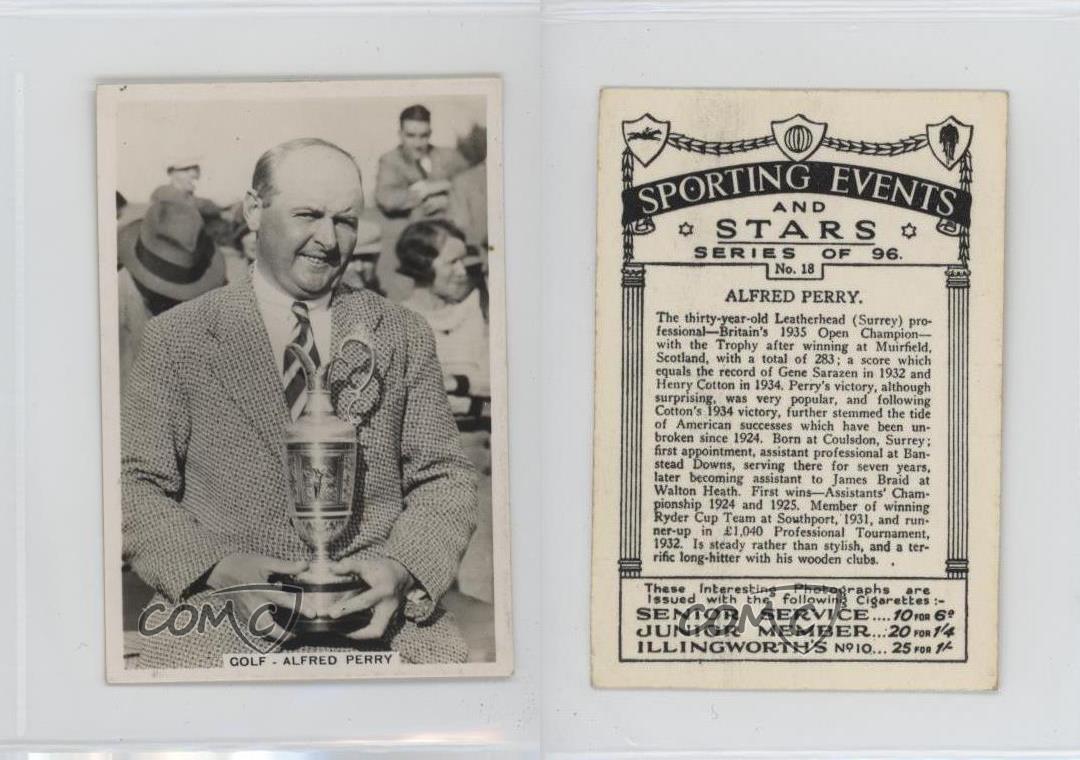 GOLF - ALFRED PERRY
COMC
SPORTING EVENTS
AND
STARS
SERIES OF 96.
No. 18
ALFRED PERRY.
The thirty-year-old Leatherhead (Surrey) pro-
fessional—Britain's 1935 Open Champion—
with the Trophy after winning at Muirfield,
Scotland, with a total of 283; a score which
equals the record of Gene Sarazen in 1932 and
Henry Cotton in 1934. Perry's victory, although
surprising, was very popular, and following
Cotton's 1934 victory, further stemmed the tide
of American successes which have been un-
broken since 1924. Born at Coulsdon, Surrey;
first appointment, assistant professional at Ban-
stead Downs, serving there for seven years,
later becoming assistant to James Braid at
Walton Heath. First wins—Assistants' Cham-
pionship 1924 and 1925. Member of winning
Ryder Cup Team at Southport, 1931, and run-
ner-up in £1,040 Professional Tournament,
1932. Is steady rather than stylish, and a ter-
rific long-hitter with his wooden clubs.
These Interesting Photographs are
issued with the following Cigarettes:-
SENIOR SERVICE.... 10 FOR 6D
JUNIOR MEMBER... 20 FOR 1/4
ILLINGWORTH'S No 10... 25 FOR 1/-
COMC